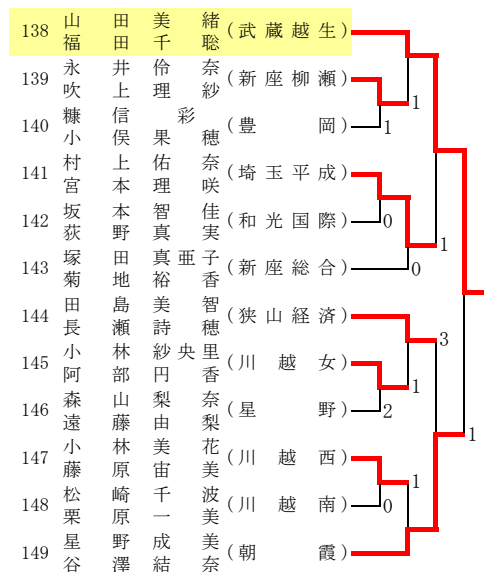 138 山田美緒 (武蔵越生)
福田千聡
139 永井伶奈 (新座柳瀬)
吹上理紗
1
140 糠信彩 (豊岡) 1
小俣果穂
141 村上佑奈 (埼玉平成)
宮本理咲
142 坂本智佳 (和光国際) 0
荻野真実
1
143 塚田真亜子 (新座総合) 0
菊地裕香
144 田島美智 (狭山経済)
長瀬詩穂
3
145 小林紗央里 (川越女)
阿部円香
1
146 森山梨奈 (星野) 2
遠藤由梨
1
147 小林美花 (川越西)
藤原宙美
1
148 松崎千波 (川越南) 0
栗原一美
149 星野成美 (朝霞)
谷澤結奈